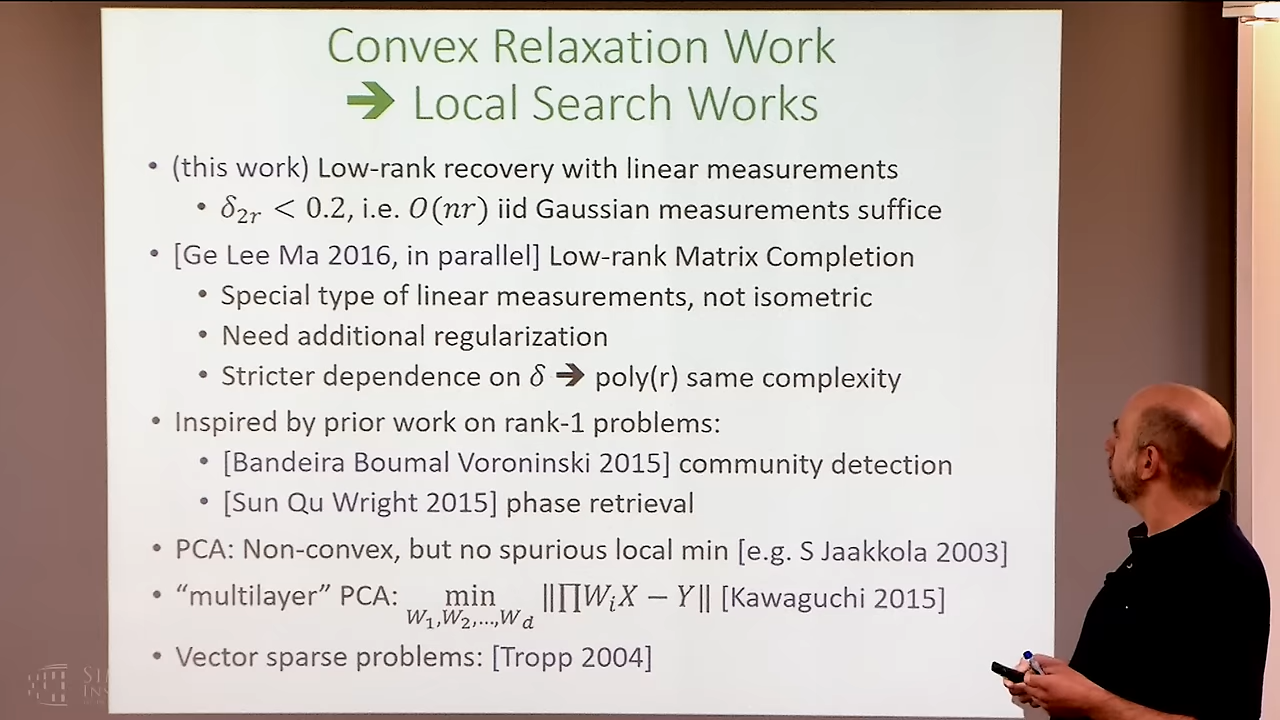 Convex Relaxation Work
➔ Local Search Works
• (this work) Low-rank recovery with linear measurements
• δ₂ᵣ < 0.2, i.e. O(nr) iid Gaussian measurements suffice
• [Ge Lee Ma 2016, in parallel] Low-rank Matrix Completion
• Special type of linear measurements, not isometric
• Need additional regularization
• Stricter dependence on δ ➔ poly(r) same complexity
• Inspired by prior work on rank-1 problems:
• [Bandeira Boumal Voroninski 2015] community detection
• [Sun Qu Wright 2015] phase retrieval
• PCA: Non-convex, but no spurious local min [e.g. S Jaakkola 2003]
• “multilayer” PCA: min ‖∏WᵢX − Y‖ [Kawaguchi 2015]
W₁,W₂,…,W_d
• Vector sparse problems: [Tropp 2004]